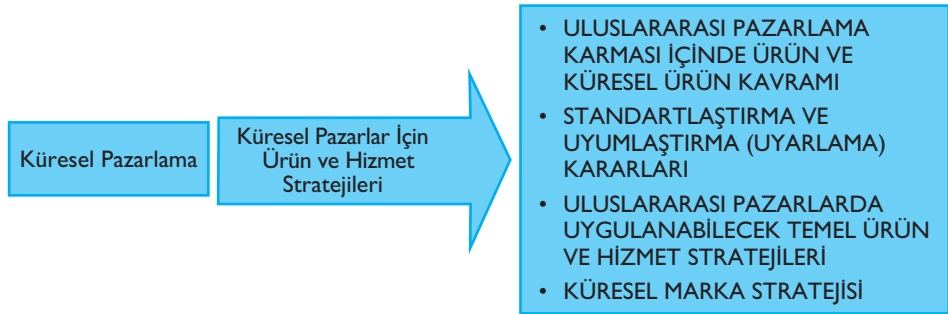 Küresel Pazarlama
Küresel Pazarlar İçin
Ürün ve Hizmet
Stratejileri
• ULUSLARARASI PAZARLAMA
KARMASI İÇİNDE ÜRÜN VE
KÜRESEL ÜRÜN KAVRAMI
• STANDARTLAŞTIRMA VE
UYUMLAŞTIRMA (UYARLAMA)
KARARLARI
• ULUSLARARASI PAZARLARDA
UYGULANABİLECEK TEMEL ÜRÜN
VE HİZMET STRATEJİLERİ
• KÜRESEL MARKA STRATEJİSİ